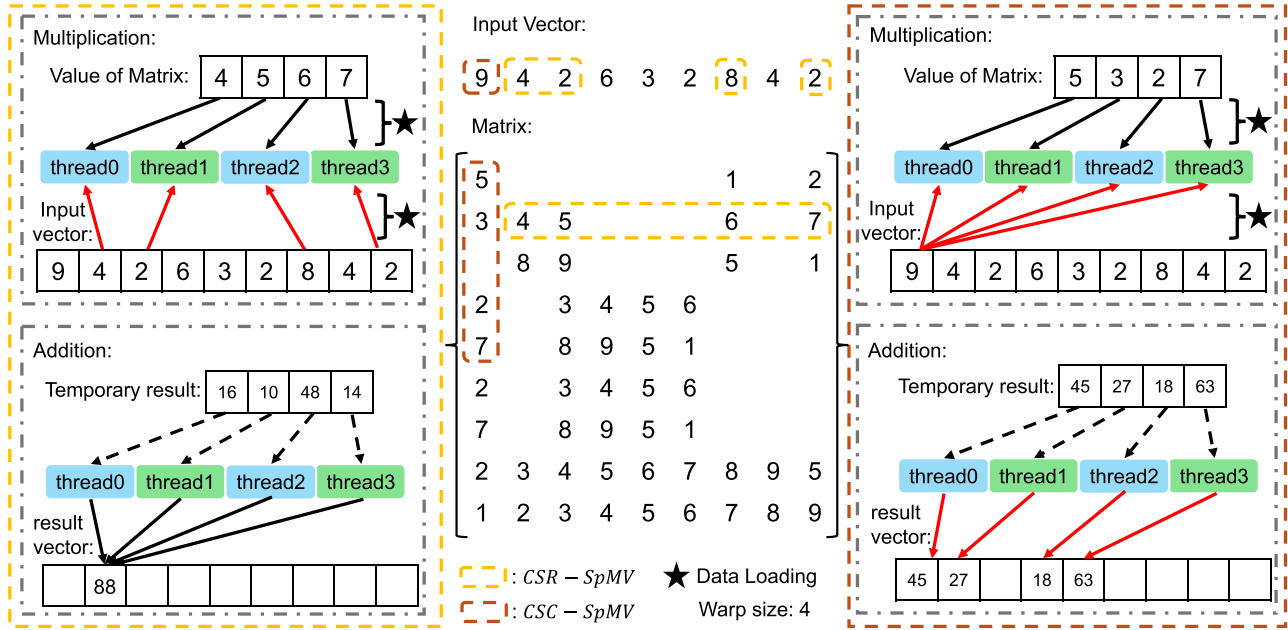 Multiplication:
Value of Matrix: 4 5 6 7
thread0 thread1 thread2 thread3
Input
vector:
9 4 2 6 3 2 8 4 2
Addition:
Temporary result: 16 10 48 14
thread0 thread1 thread2 thread3
result
vector:
88
Input Vector:
9 4 2 6 3 2 8 4 2
Matrix:
5 1 2
3 4 5 6 7
8 9 5 1
2 3 4 5 6
7 8 9 5 1
2 3 4 5 6
7 8 9 5 1
2 3 4 5 6 7 8 9 5
1 2 3 4 5 6 7 8 9
: CSR − SpMV ★ Data Loading
: CSC − SpMV Warp size: 4
Multiplication:
Value of Matrix: 5 3 2 7
thread0 thread1 thread2 thread3
Input
vector:
9 4 2 6 3 2 8 4 2
Addition:
Temporary result: 45 27 18 63
thread0 thread1 thread2 thread3
result
vector:
45 27 18 63